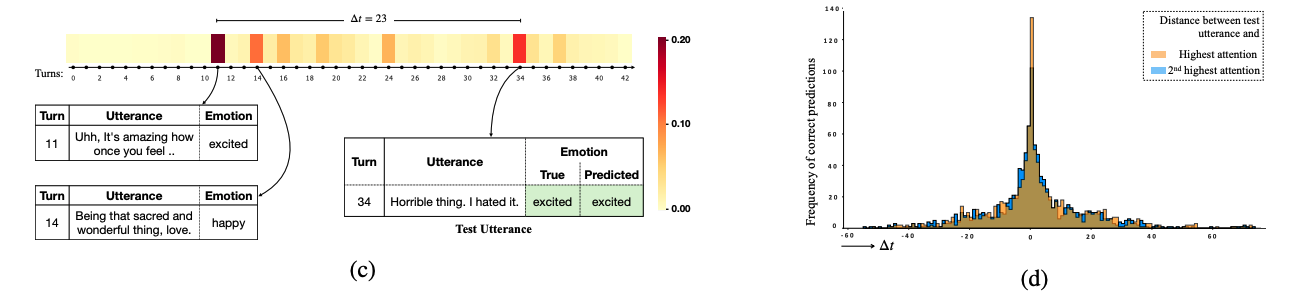 Δt = 23
0.20
0.10
0.00
Turns:
0 2 4 6 8 10 12 14 16 18 20 22 24 26 28 30 32 34 36 38 40 42
Turn Utterance Emotion
11 Uhh, It's amazing how once you feel .. excited
Turn Utterance Emotion
14 Being that sacred and wonderful thing, love. happy
Turn Utterance Emotion
True Predicted
34 Horrible thing. I hated it. excited excited
Test Utterance
(c)
Frequency of correct predictions
140
120
100
80
60
40
20
0
-60 -40 -20 0 20 40 60
Δt
Distance between test
utterance and
Highest attention
2nd highest attention
(d)